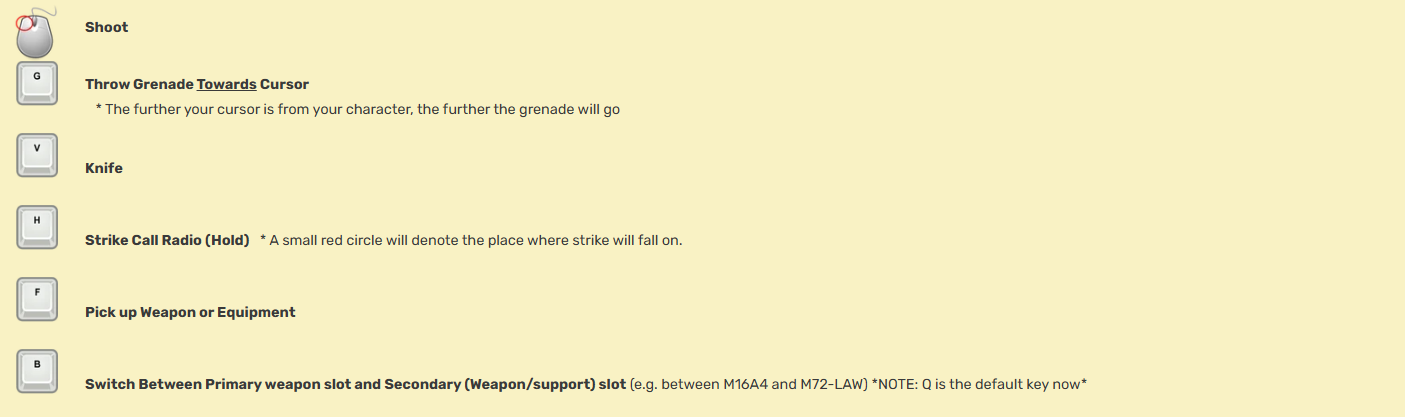 Shoot
G
Throw Grenade Towards Cursor
* The further your cursor is from your character, the further the grenade will go
V
Knife
H
Strike Call Radio (Hold) * A small red circle will denote the place where strike will fall on.
F
Pick up Weapon or Equipment
B
Switch Between Primary weapon slot and Secondary (Weapon/support) slot (e.g. between M16A4 and M72-LAW) *NOTE: Q is the default key now*